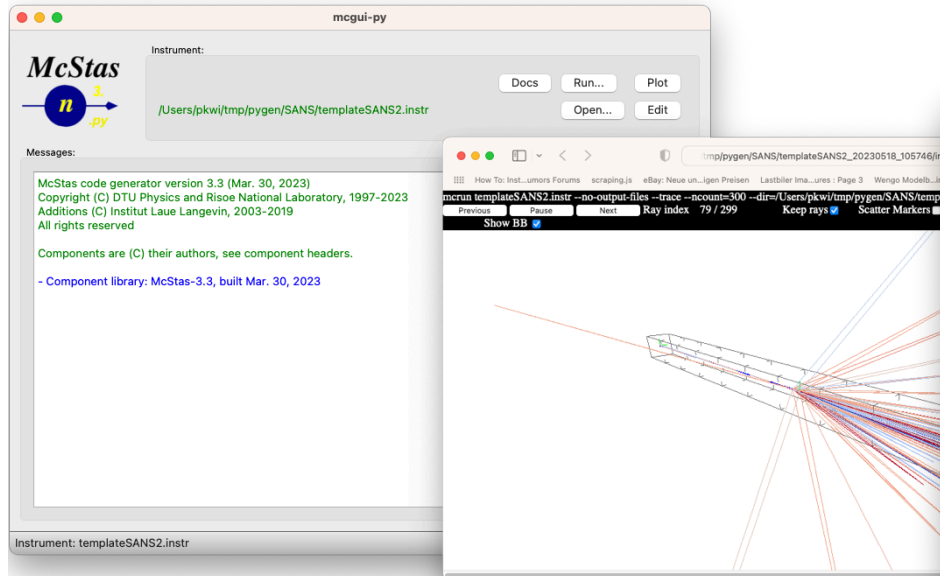 mcgui-py
McStas
n
3.
.py
Instrument:
Docs
Run...
Plot
/Users/pkwi/tmp/pygen/SANS/templateSANS2.instr
Open...
Edit
Messages:
McStas code generator version 3.3 (Mar. 30, 2023)
Copyright (C) DTU Physics and Risoe National Laboratory, 1997-2023
Additions (C) Institut Laue Langevin, 2003-2019
All rights reserved
Components are (C) their authors, see component headers.
- Component library: McStas-3.3, built Mar. 30, 2023
Instrument: templateSANS2.instr
/tmp/pygen/SANS/templateSANS2_20230518_105746/i
How To: Inst...umors Forums
scraping.js
eBay: Neue un...igen Preisen
Lastbiler Ima...ures : Page 3
Wengo Modelb...i
mcrun templateSANS2.instr --no-output-files --trace --ncount=300 --dir=/Users/pkwi/tmp/pygen/SANS/temp
Previous
Pause
Next
Ray index 79 / 299
Keep rays
Scatter Markers
Show BB